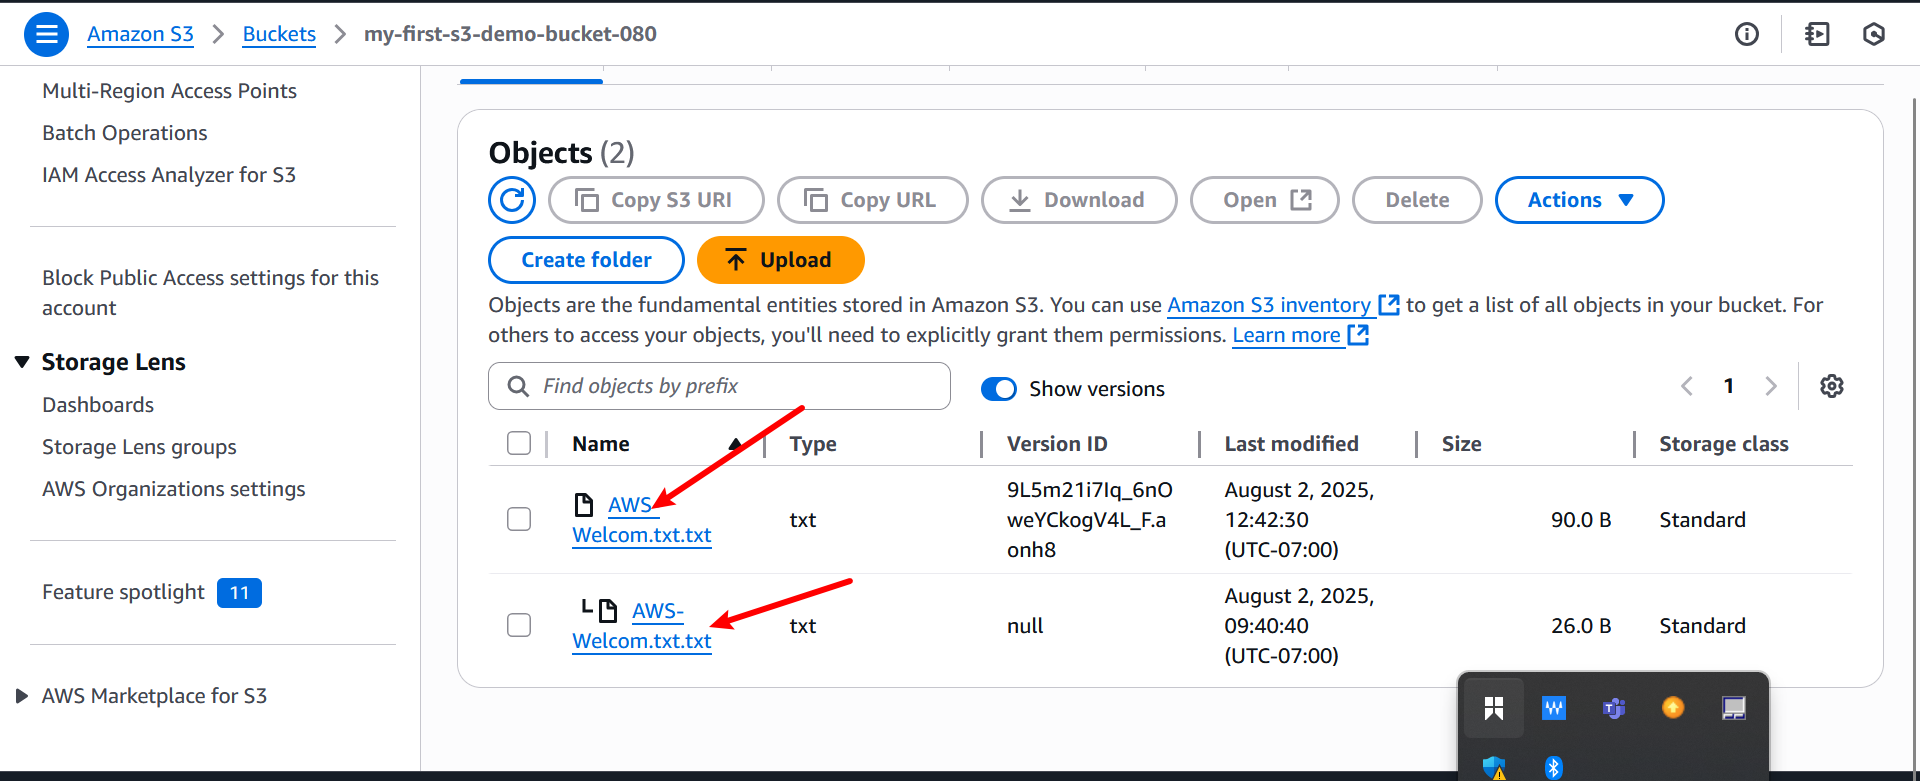 Amazon S3 > Buckets > my-first-s3-demo-bucket-080
Multi-Region Access Points
Batch Operations
IAM Access Analyzer for S3
Block Public Access settings for this
account
Storage Lens
Dashboards
Storage Lens groups
AWS Organizations settings
Feature spotlight 11
AWS Marketplace for S3
Objects (2)
Copy S3 URI Copy URL Download Open Delete Actions
Create folder Upload
Objects are the fundamental entities stored in Amazon S3. You can use Amazon S3 inventory to get a list of all objects in your bucket. For
others to access your objects, you'll need to explicitly grant them permissions. Learn more
Find objects by prefix Show versions 1
Name Type Version ID Last modified Size Storage class
AWS-
Welcom.txt.txt
txt
9L5m21i7Iq_6nO
weYCkogV4L_F.a
onh8
August 2, 2025,
12:42:30
(UTC-07:00)
90.0 B
Standard
AWS-
Welcom.txt.txt
txt
null
August 2, 2025,
09:40:40
(UTC-07:00)
26.0 B
Standard